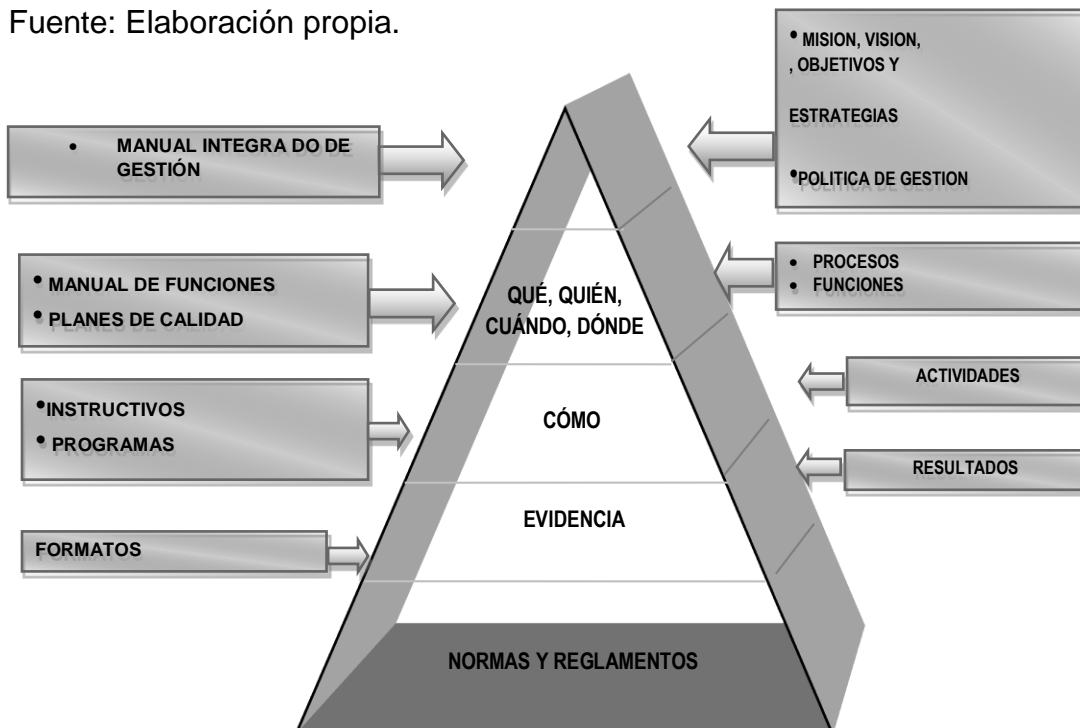 Fuente: Elaboración propia.
• MISION, VISION,
, OBJETIVOS Y
ESTRATEGIAS
•POLITICA DE GESTION
• MANUAL INTEGRA DO DE
GESTIÓN
• MANUAL DE FUNCIONES
• PLANES DE CALIDAD
QUÉ, QUIÉN,
CUÁNDO, DÓNDE
• PROCESOS
• FUNCIONES
•INSTRUCTIVOS
• PROGRAMAS
CÓMO
ACTIVIDADES
EVIDENCIA
RESULTADOS
FORMATOS
NORMAS Y REGLAMENTOS